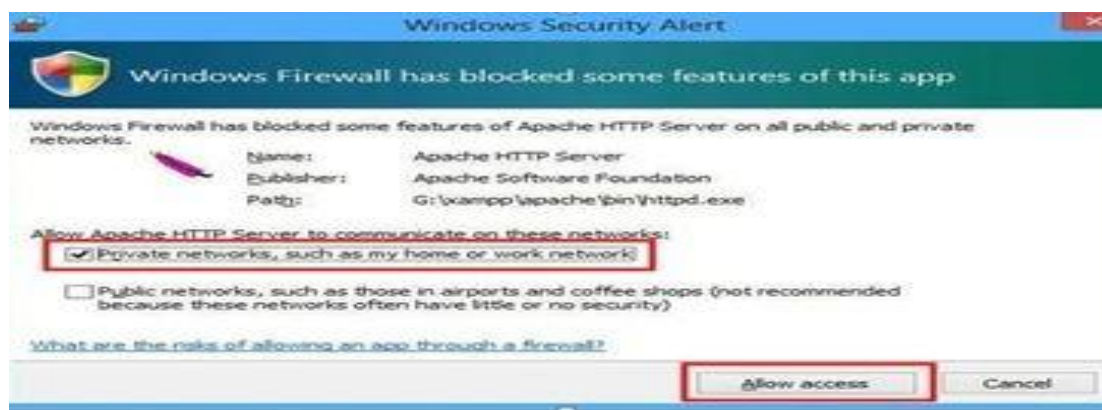 Windows Security Alert
Windows Firewall has blocked some features of this app
Windows Firewall has blocked some features of Apache HTTP Server on all public and private
networks.
Name: Apache HTTP Server
Publisher: Apache Software Foundation
Path: G:\xampp\apache\bin\httpd.exe
Allow Apache HTTP Server to communicate on these networks:
Private networks, such as my home or work network
Public networks, such as those in airports and coffee shops (not recommended
because these networks often have little or no security)
What are the risks of allowing an app through a firewall?
Allow access Cancel